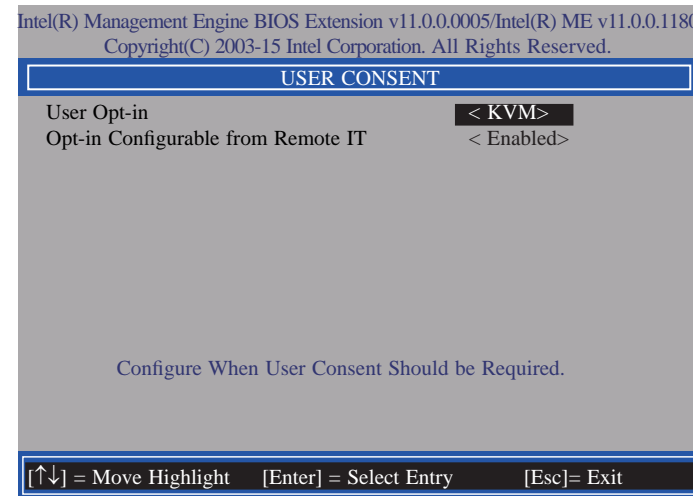 Intel(R) Management Engine BIOS Extension v11.0.0.0005/Intel(R) ME v11.0.0.1180
Copyright(C) 2003-15 Intel Corporation. All Rights Reserved.
USER CONSENT
User Opt-in < KVM>
Opt-in Configurable from Remote IT < Enabled>
Configure When User Consent Should be Required.
[↑↓] = Move Highlight [Enter] = Select Entry [Esc]= Exit